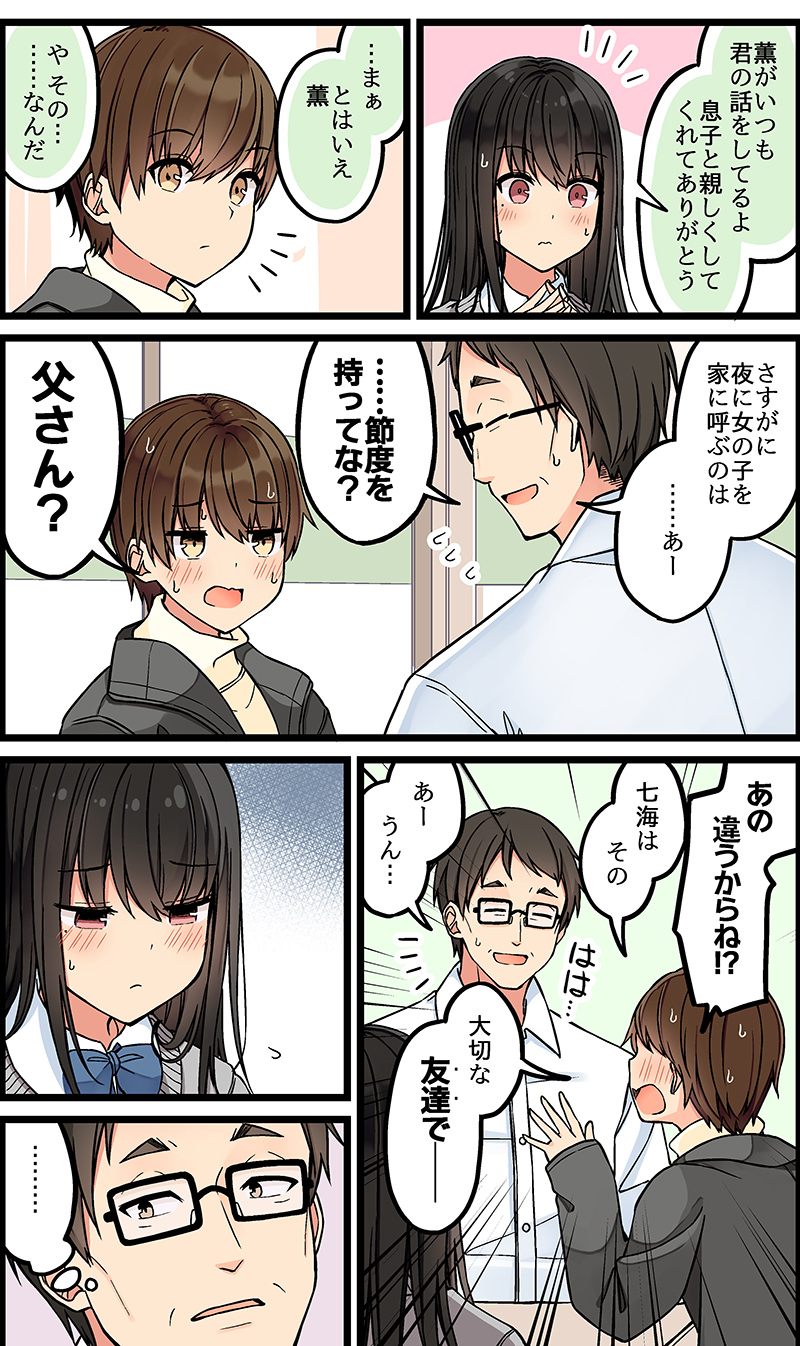 薫がいつも
君の話をしてるよ
息子と親しくして
くれてありがとう
…まぁ
とはいえ
薫
や その…
……なんだ
さすがに
夜に女の子を
家に呼ぶのは
……あー
……節度を
持ってな？
父さん？
あの
違うからね!?
七海は
その
あー
うん…
はは…
大切な
友達で――
………